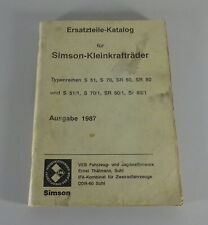 Ersatzteile-Katalog
für
Simson-Kleinkrafträder
Typenreihen S 51, S 70, SR 50, SR 80
und S 51/1, S 70/1, SR 50/1, SR 80/1
Ausgabe 1987
VEB Fahrzeug- und Jagdwaffenwerk
Ernst Thälmann, Suhl
IFA-Kombinat für Zweiradfahrzeuge
DDR-60 Suhl
Simson